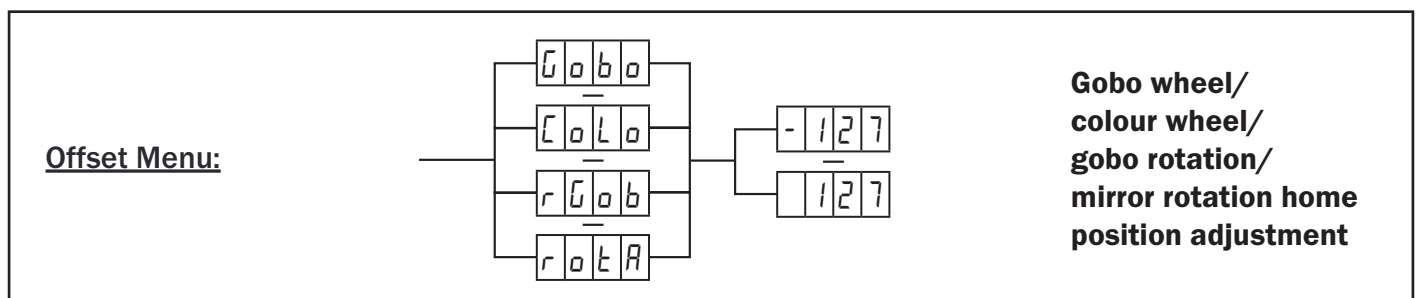 Offset Menu:
Gobo
CoLo
rGob
rotA
-127
127
Gobo wheel/
colour wheel/
gobo rotation/
mirror rotation home
position adjustment